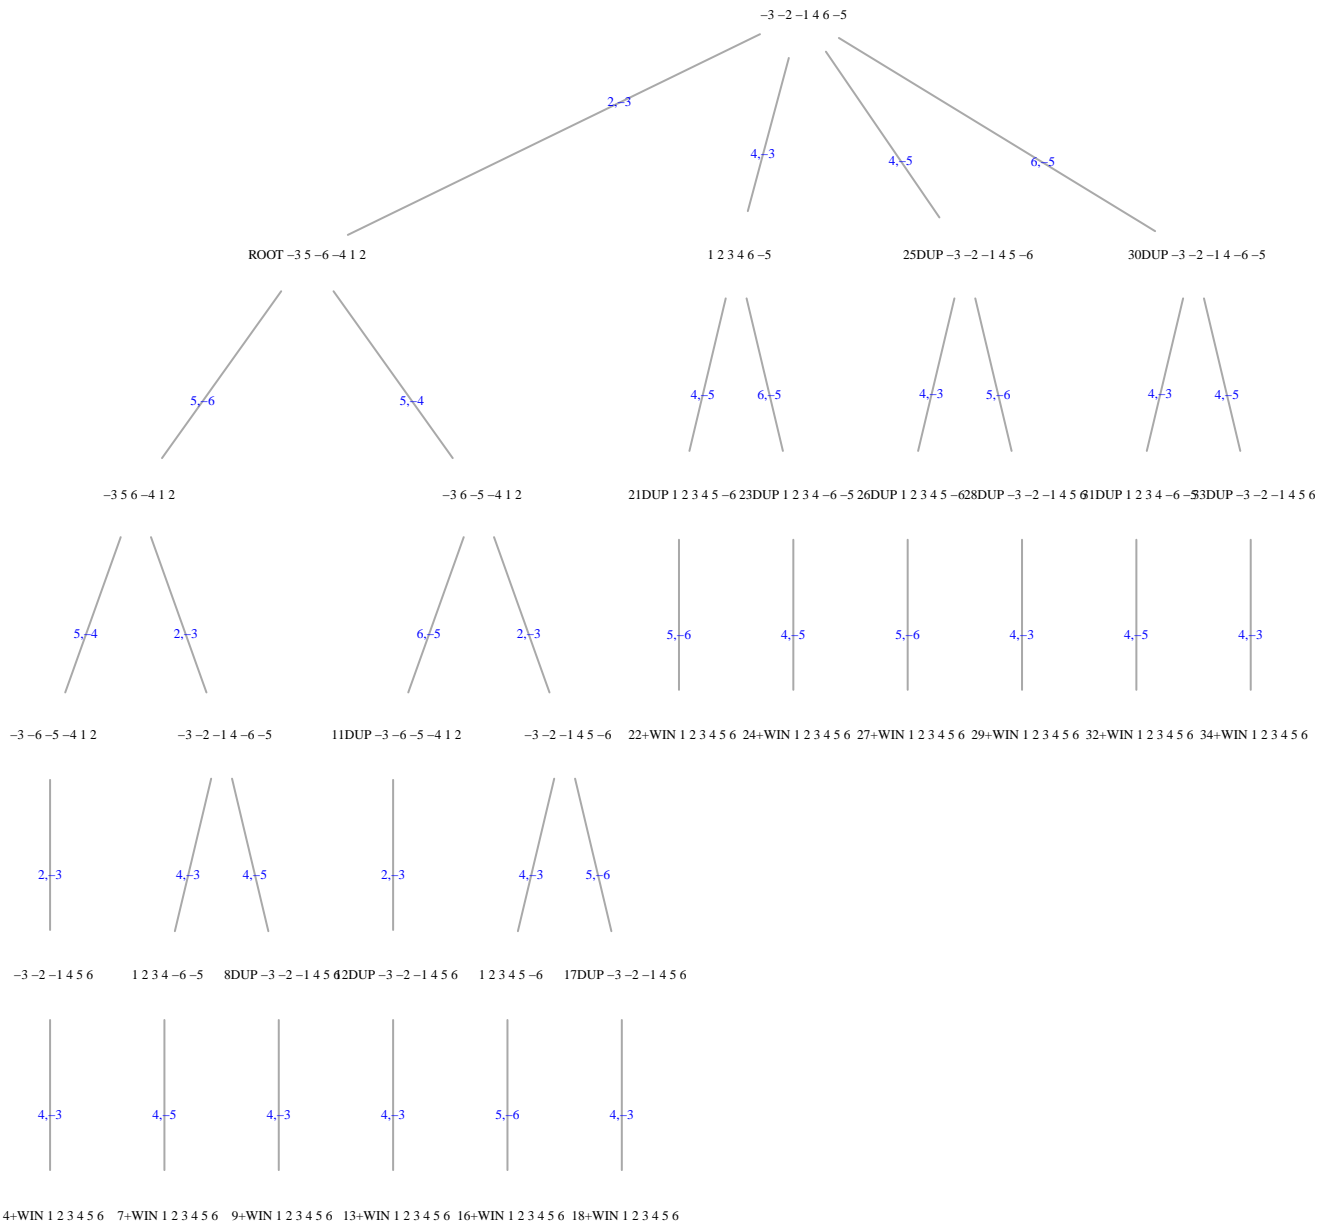 −3 −2 −1 4 6 −5
2,−3
4,−3
4,−5
6,−5
ROOT −3 5 −6 −4 1 2
1 2 3 4 6 −5
25DUP −3 −2 −1 4 5 −6
30DUP −3 −2 −1 4 −6 −5
5,−6
5,−4
4,−5
6,−5
4,−3
5,−6
4,−3
4,−5
−3 5 6 −4 1 2
−3 6 −5 −4 1 2
21DUP 1 2 3 4 5 −6
23DUP 1 2 3 4 −6 −5
26DUP 1 2 3 4 5 −6
28DUP −3 −2 −1 4 5 6
31DUP 1 2 3 4 −6 −5
33DUP −3 −2 −1 4 5 6
5,−4
2,−3
6,−5
2,−3
5,−6
4,−5
5,−6
4,−3
4,−5
4,−3
−3 −6 −5 −4 1 2
−3 −2 −1 4 −6 −5
11DUP −3 −6 −5 −4 1 2
−3 −2 −1 4 5 −6
22+WIN 1 2 3 4 5 6
24+WIN 1 2 3 4 5 6
27+WIN 1 2 3 4 5 6
29+WIN 1 2 3 4 5 6
32+WIN 1 2 3 4 5 6
34+WIN 1 2 3 4 5 6
2,−3
4,−3
4,−5
2,−3
4,−3
5,−6
−3 −2 −1 4 5 6
1 2 3 4 −6 −5
8DUP −3 −2 −1 4 5 6
12DUP −3 −2 −1 4 5 6
1 2 3 4 5 −6
17DUP −3 −2 −1 4 5 6
4,−3
4,−5
4,−3
4,−3
5,−6
4,−3
4+WIN 1 2 3 4 5 6
7+WIN 1 2 3 4 5 6
9+WIN 1 2 3 4 5 6
13+WIN 1 2 3 4 5 6
16+WIN 1 2 3 4 5 6
18+WIN 1 2 3 4 5 6